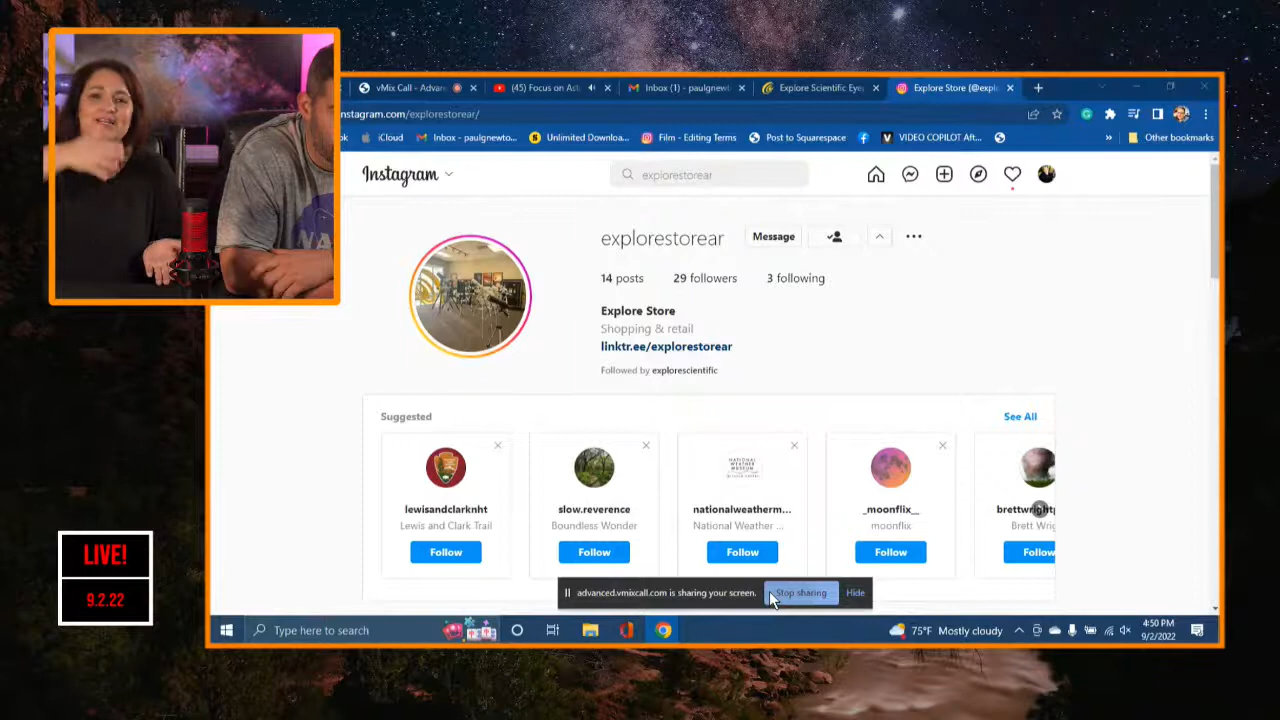 vMix Call - Advan
(45) Focus on Ast
Inbox (1) - paulgnewt
Explore Scientific Eye
Explore Store (@expl
nstagram.com/explorestorear/
iCloud
Inbox - paulgnewto...
Unlimited Downloa...
Film - Editing Terms
Post to Squarespace
VIDEO COPILOT Aft...
»
Other bookmarks
Instagram
explorestorear
explorestorear
Message
14 posts
29 followers
3 following
Explore Store
Shopping & retail
linktr.ee/explorestorear
Followed by explorescientific
Suggested
See All
lewisandclarknht
slow.reverence
nationalweatherm...
_moonflix_
Lewis and Clark Trail
Boundless Wonder
National Weather ...
moonflix
Brett Wrig
Follow
Follow
Follow
Follow
Follow
advanced.vmixcall.com is sharing your screen.
Stop sharing
Hide
Type here to search
75°F Mostly cloudy
4:50 PM
9/2/2022
LIVE!
9.2.22